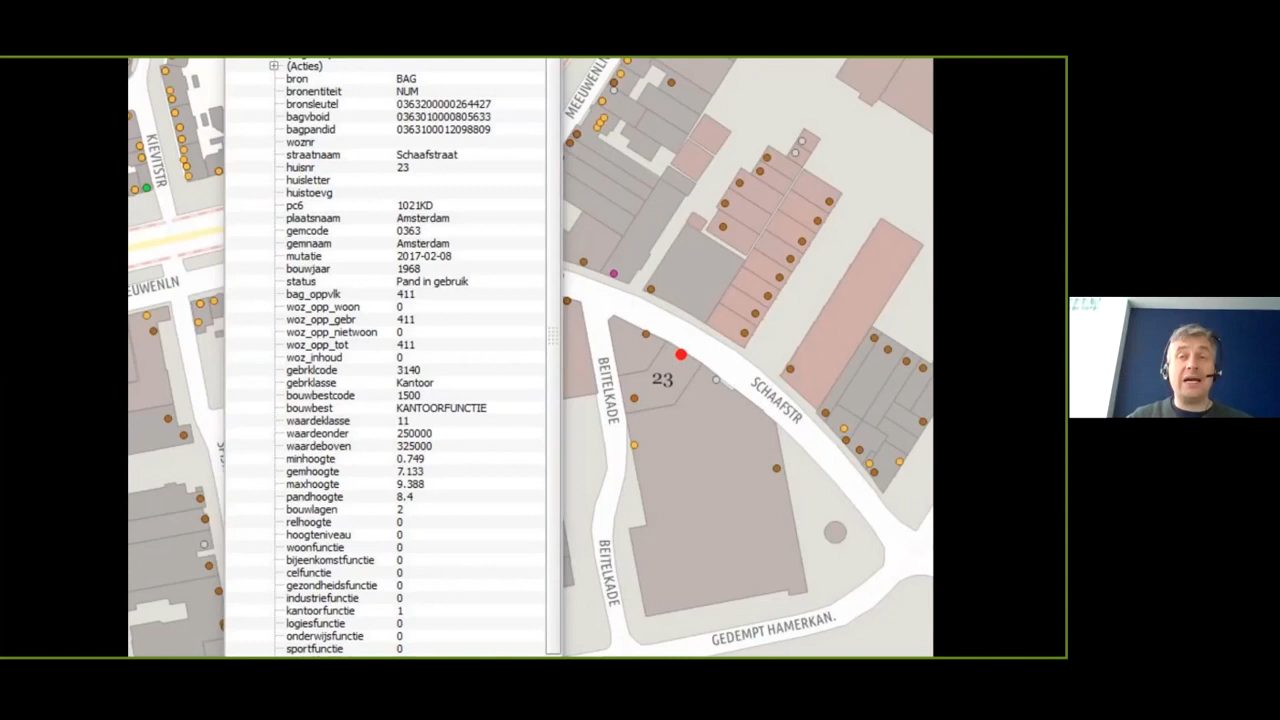 (Acties)
bron BAG
bronentiteit NUM
bronsleutel 0363200000264427
bagvboid 0363010000805633
bagpandid 0363100012098809
woznr
straatnaam Schaafstraat
huisnr 23
huisletter
huistoevg
pc6 1021KD
plaatsnaam Amsterdam
gemcode 0363
gemnaam Amsterdam
mutatie 2017-02-08
bouwjaar 1968
status Pand in gebruik
bag_oppvlk 411
woz_opp_woon 0
woz_opp_gebr 411
woz_opp_nietwoon 0
woz_opp_tot 411
woz_inhoud 0
gebrklcode 3140
gebrklasse Kantoor
bouwbestcode 1500
bouwbest KANTOORFUNCTIE
waardeklasse 11
waardeonder 250000
waardeboven 325000
minhoogte 0.749
gemhoogte 7.133
maxhoogte 9.388
pandhoogte 8.4
bouwlagen 2
relhoogte 0
hoogteniveau 0
woonfunctie 0
bijeenkomstfunctie 0
celfunctie 0
gezondheidsfunctie 0
industriefunctie 0
kantoorfunctie 1
logiesfunctie 0
onderwijsfunctie 0
sportfunctie 0
KIEVITSTR
EUWENLN
MEEUWENLN
BEITELKADE
23
SCHAAFSTR
BEITELKADE
GEDEMPT HAMERKAN.